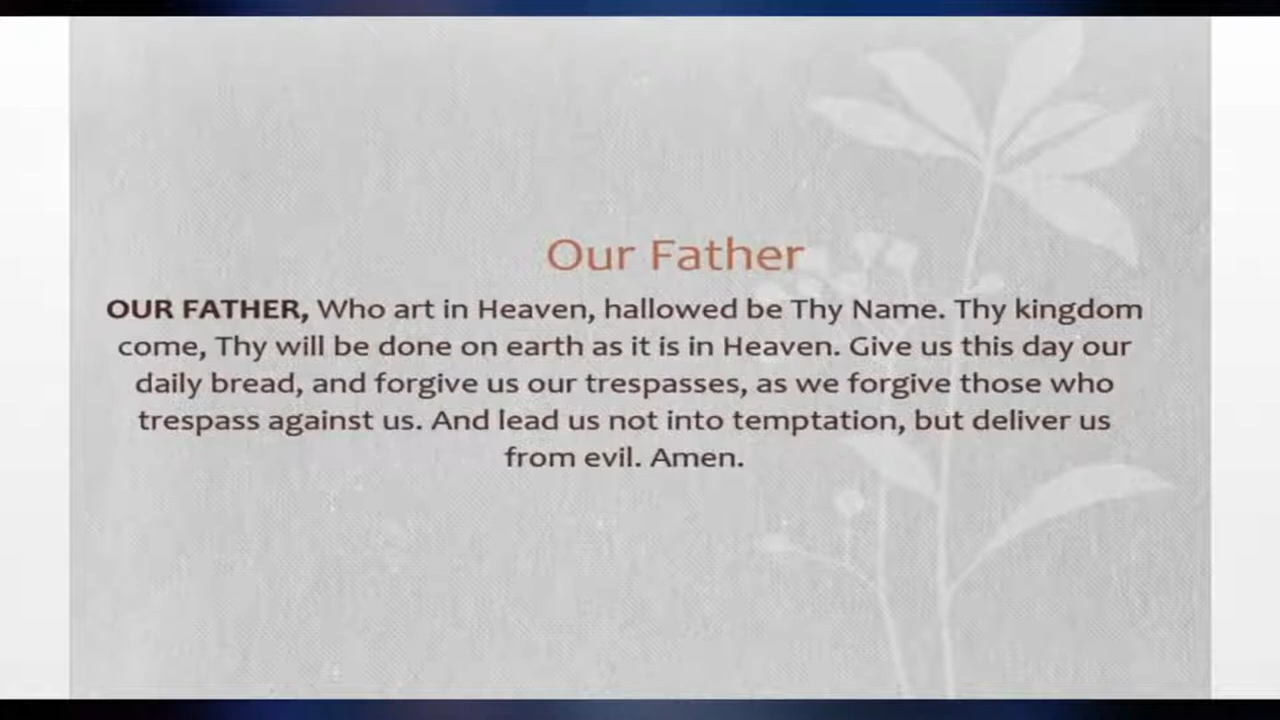 Our Father
OUR FATHER, Who art in Heaven, hallowed be Thy Name. Thy kingdom
come, Thy will be done on earth as it is in Heaven. Give us this day our
daily bread, and forgive us our trespasses, as we forgive those who
trespass against us. And lead us not into temptation, but deliver us
from evil. Amen.